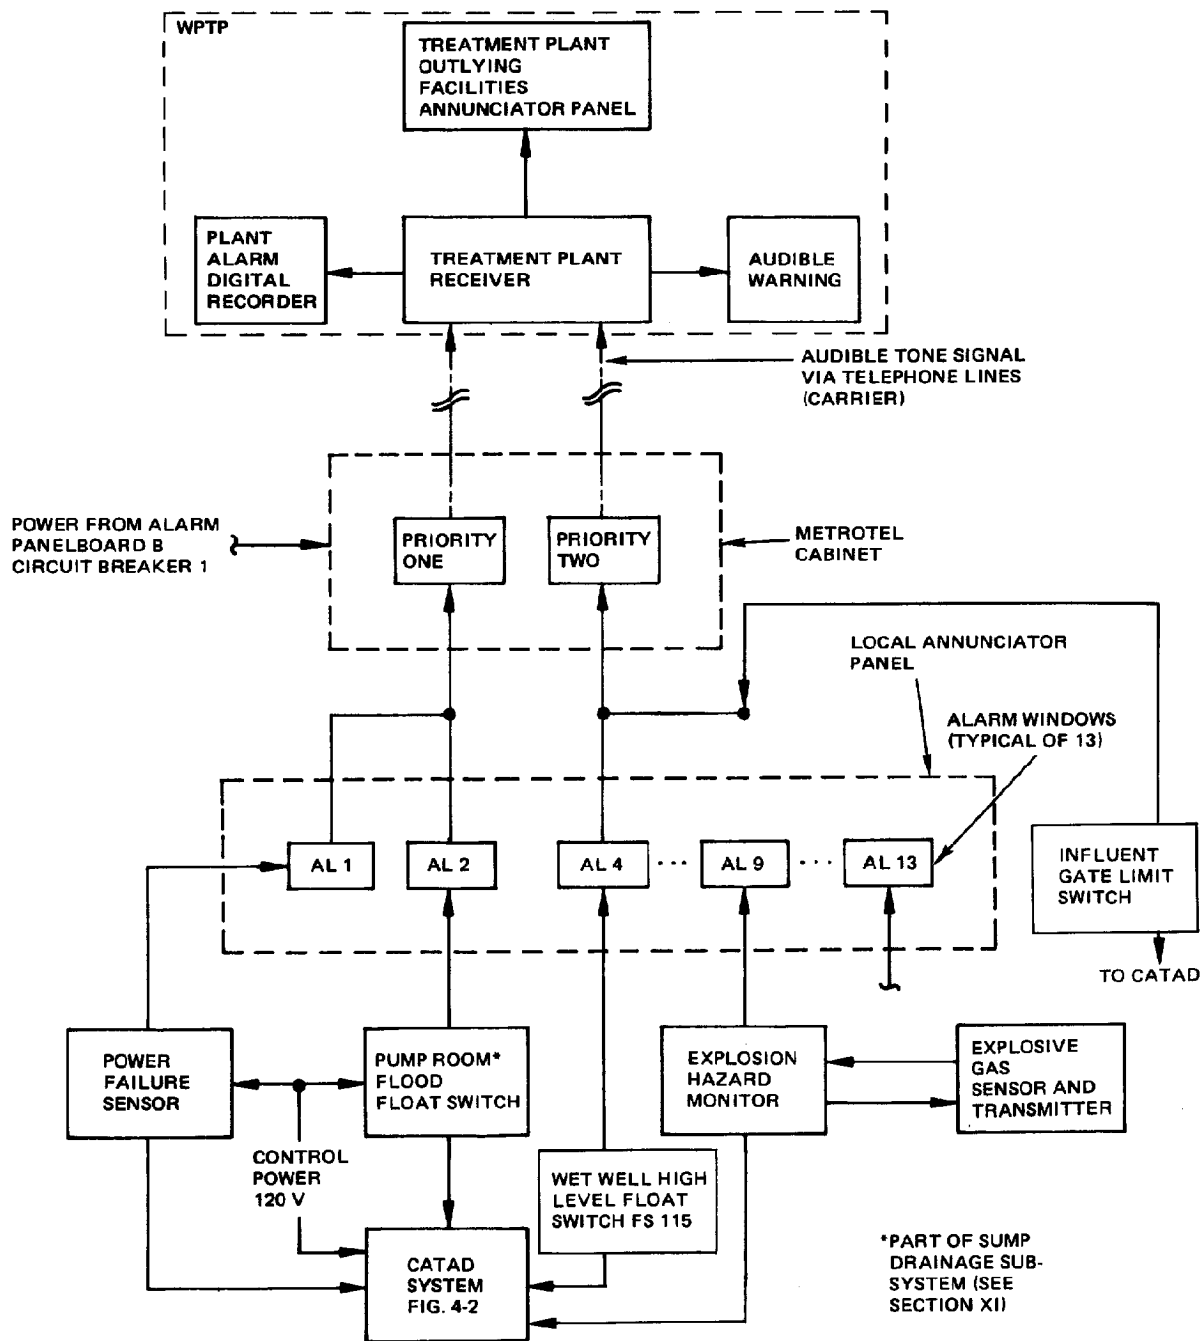 WPTP
TREATMENT PLANT
OUTLYING
FACILITIES
ANNUNCIATOR PANEL
PLANT
ALARM
DIGITAL
RECORDER
TREATMENT PLANT
RECEIVER
AUDIBLE
WARNING
AUDIBLE TONE SIGNAL
VIA TELEPHONE LINES
(CARRIER)
POWER FROM ALARM
PANELBOARD B
CIRCUIT BREAKER 1
PRIORITY
ONE
PRIORITY
TWO
METROTEL
CABINET
LOCAL ANNUNCIATOR
PANEL
ALARM WINDOWS
(TYPICAL OF 13)
AL 1
AL 2
AL 4
...
AL 9
...
AL 13
INFLUENT
GATE LIMIT
SWITCH
TO CATAD
POWER
FAILURE
SENSOR
PUMP ROOM*
FLOOD
FLOAT SWITCH
EXPLOSION
HAZARD
MONITOR
EXPLOSIVE
GAS
SENSOR AND
TRANSMITTER
CONTROL
POWER
120 V
WET WELL HIGH
LEVEL FLOAT
SWITCH FS 115
CATAD
SYSTEM
FIG. 4-2
*PART OF SUMP
DRAINAGE SUB-
SYSTEM (SEE
SECTION XI)